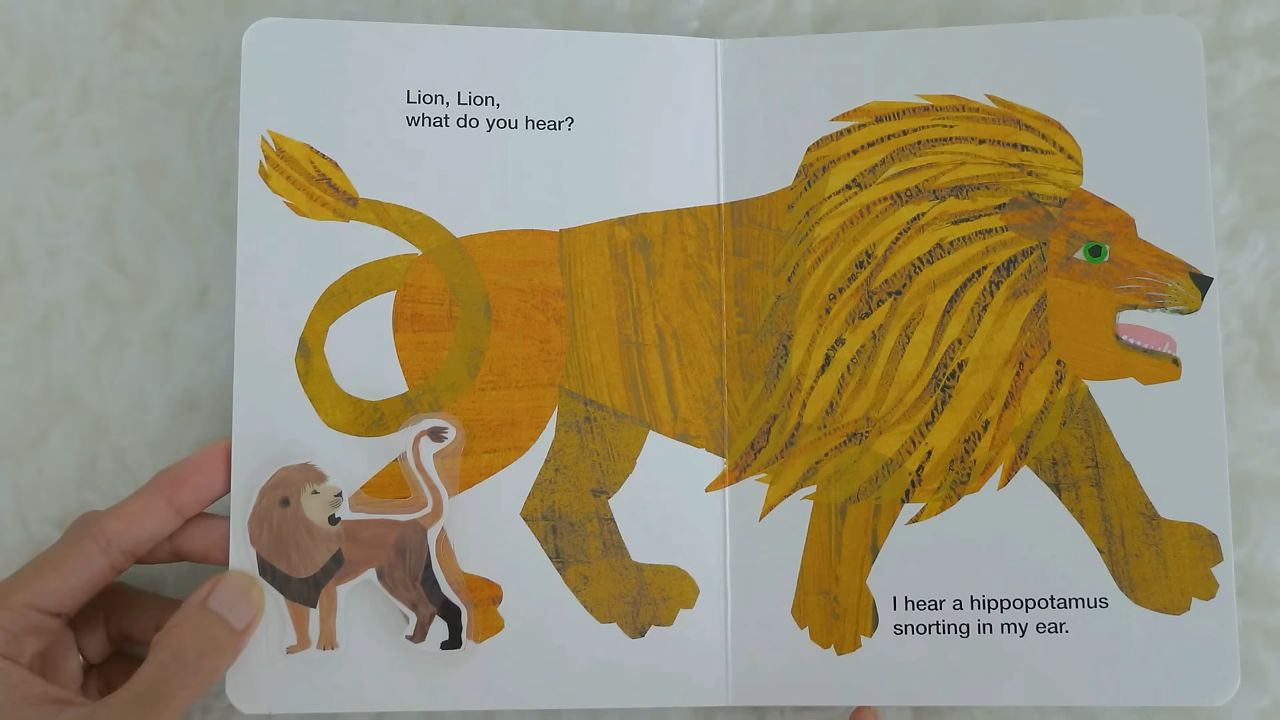 Lion, Lion,
what do you hear?
I hear a hippopotamus
snorting in my ear.